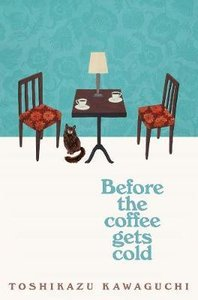 Before
the
coffee
gets
cold
TOSHIKAZU KAWAGUCHI